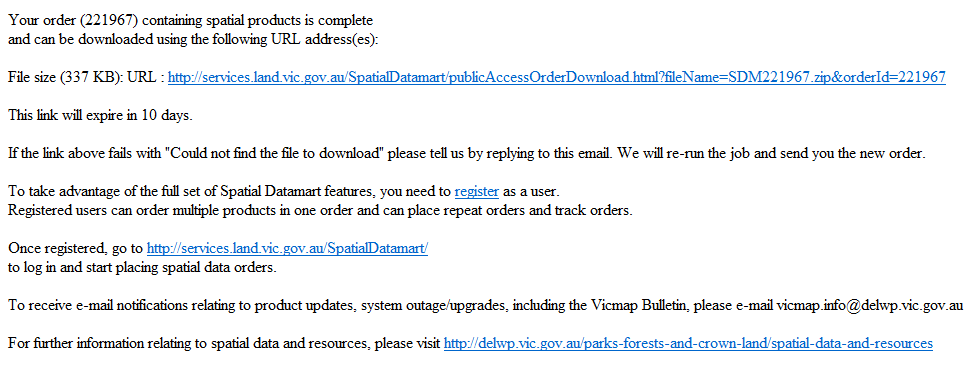 Your order (221967) containing spatial products is complete
and can be downloaded using the following URL address(es):
File size (337 KB): URL : http://services.land.vic.gov.au/SpatialDatamart/publicAccessOrderDownload.html?fileName=SDM221967.zip&orderId=221967
This link will expire in 10 days.
If the link above fails with "Could not find the file to download" please tell us by replying to this email. We will re-run the job and send you the new order.
To take advantage of the full set of Spatial Datamart features, you need to register as a user.
Registered users can order multiple products in one order and can place repeat orders and track orders.
Once registered, go to http://services.land.vic.gov.au/SpatialDatamart/
to log in and start placing spatial data orders.
To receive e-mail notifications relating to product updates, system outage/upgrades, including the Vicmap Bulletin, please e-mail vicmap.info@delwp.vic.gov.au
For further information relating to spatial data and resources, please visit http://delwp.vic.gov.au/parks-forests-and-crown-land/spatial-data-and-resources